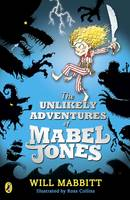 THE
UNLIKELY ADVENTURES
of
MABEL JONES
WILL MABBITT
Illustrated by Ross Collins